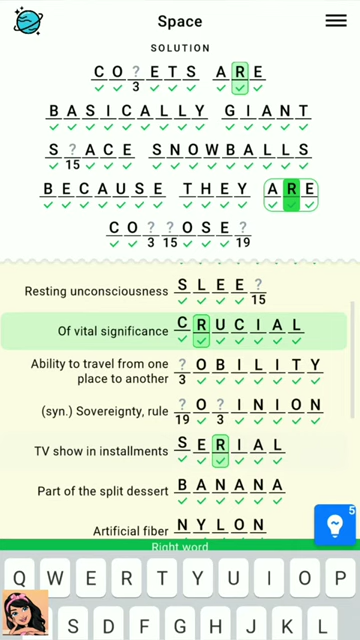 Space
SOLUTION
CO?ETS ARE
3
BASICALLY GIANT
S?ACE SNOWBALLS
15
BECAUSE THEY ARE
CO??OSE?
3 15 19
Resting unconsciousness SLEE?
15
Of vital significance CRUCIAL
Ability to travel from one place to another ?OBILITY
3
(syn.) Sovereignty, rule ?O?INION
19 3
TV show in installments SERIAL
Part of the split dessert BANANA
Artificial fiber NYLON
5
Right word
Q W E R T Y U I O P
S D F G H J K L